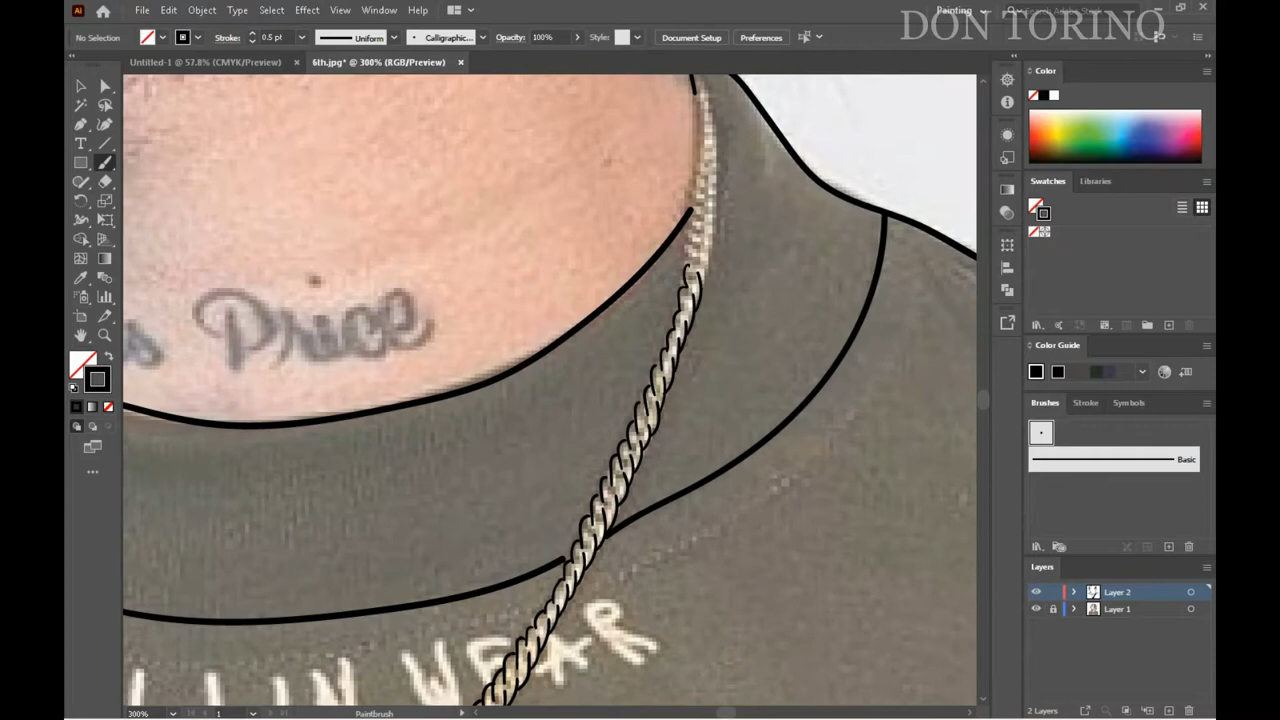 Ai File Edit Object Type Select Effect View Window Help Painting
DON TORINO
No Selection Stroke: 0.5 pt Uniform Calligraphic... Opacity: 100% Style: Document Setup Preferences
Untitled-1 @ 57.8% (CMYK/Preview) × 6th.jpg* @ 300% (RGB/Preview) ×
Color
Swatches Libraries
s Price
Color Guide
Brushes Stroke Symbols
Basic
Layers
Layer 2
Layer 1
WEAR
300% 1 Paintbrush 2 Layers